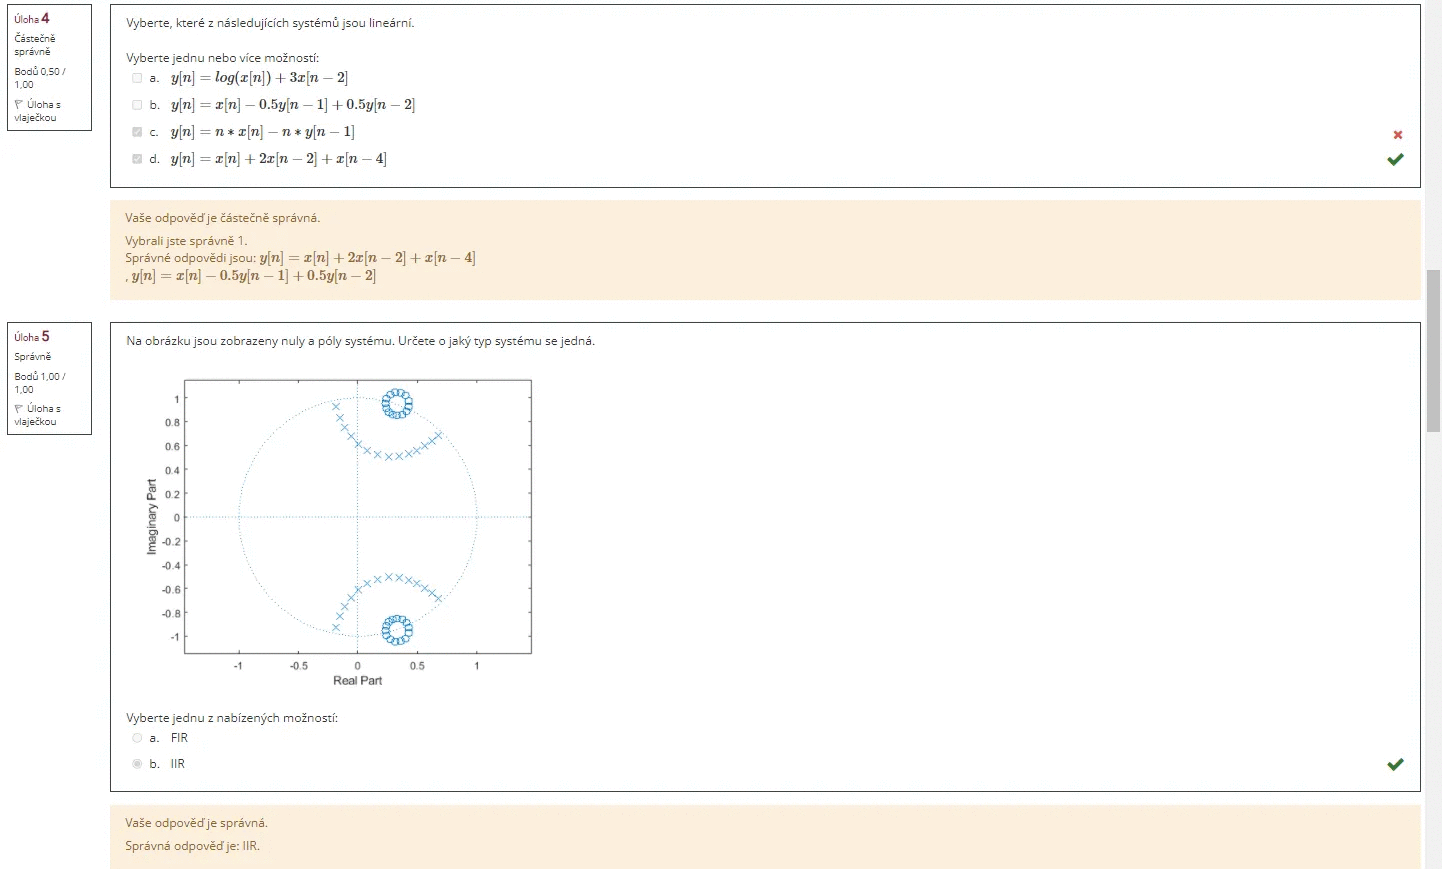 Úloha 4
Částečně
správně
Bodů 0,50 /
1,00
Úloha s
vlaječkou
Vyberte, které z následujících systémů jsou lineární.
Vyberte jednu nebo více možností:
a. y[n] = log(x[n]) + 3x[n − 2]
b. y[n] = x[n] − 0.5y[n − 1] + 0.5y[n − 2]
c. y[n] = n ∗ x[n] − n ∗ y[n − 1]
d. y[n] = x[n] + 2x[n − 2] + x[n − 4]
Vaše odpověď je částečně správná.
Vybrali jste správně 1.
Správné odpovědi jsou: y[n] = x[n] + 2x[n − 2] + x[n − 4]
, y[n] = x[n] − 0.5y[n − 1] + 0.5y[n − 2]
Úloha 5
Správně
Bodů 1,00 /
1,00
Úloha s
vlaječkou
Na obrázku jsou zobrazeny nuly a póly systému. Určete o jaký typ systému se jedná.
1
0.8
0.6
0.4
0.2
0
-0.2
-0.4
-0.6
-0.8
-1
Imaginary Part
-1 -0.5 0 0.5 1
Real Part
Vyberte jednu z nabízených možností:
a. FIR
b. IIR
Vaše odpověď je správná.
Správná odpověď je: IIR.